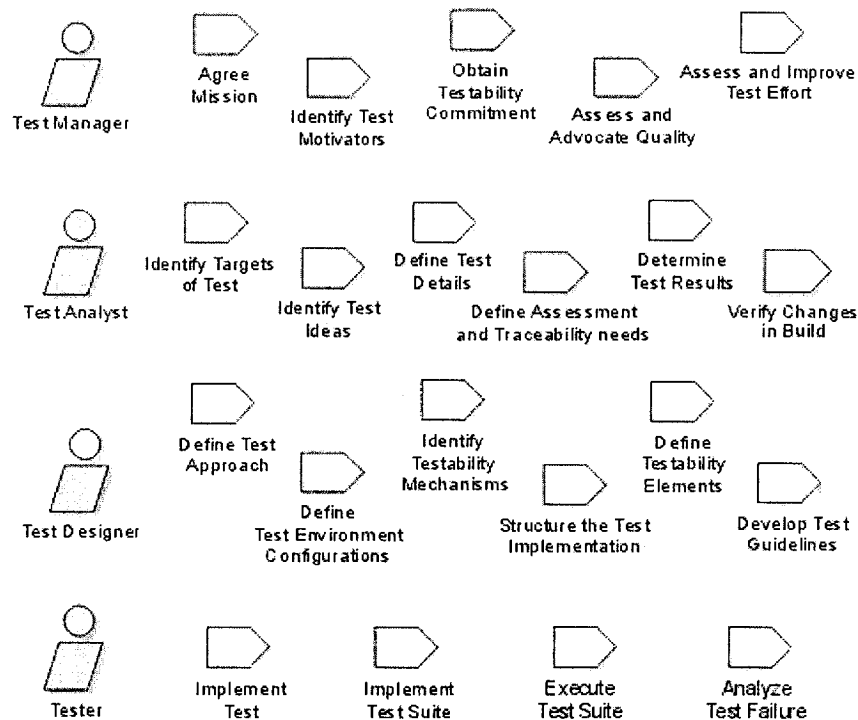 Test Manager
Agree
Mission
Identify Test
Motivators
Obtain
Testability
Commitment
Assess and
Advocate Quality
Assess and Improve
Test Effort
Test Analyst
Identify Targets
of Test
Identify Test
Ideas
Define Test
Details
Define Assessment
and Traceability needs
Determine
Test Results
Verify Changes
in Build
Test Designer
Define Test
Approach
Define
Test Environment
Configurations
Identify
Testability
Mechanisms
Structure the Test
Implementation
Define
Testability
Elements
Develop Test
Guidelines
Tester
Implement
Test
Implement
Test Suite
Execute
Test Suite
Analyze
Test Failure